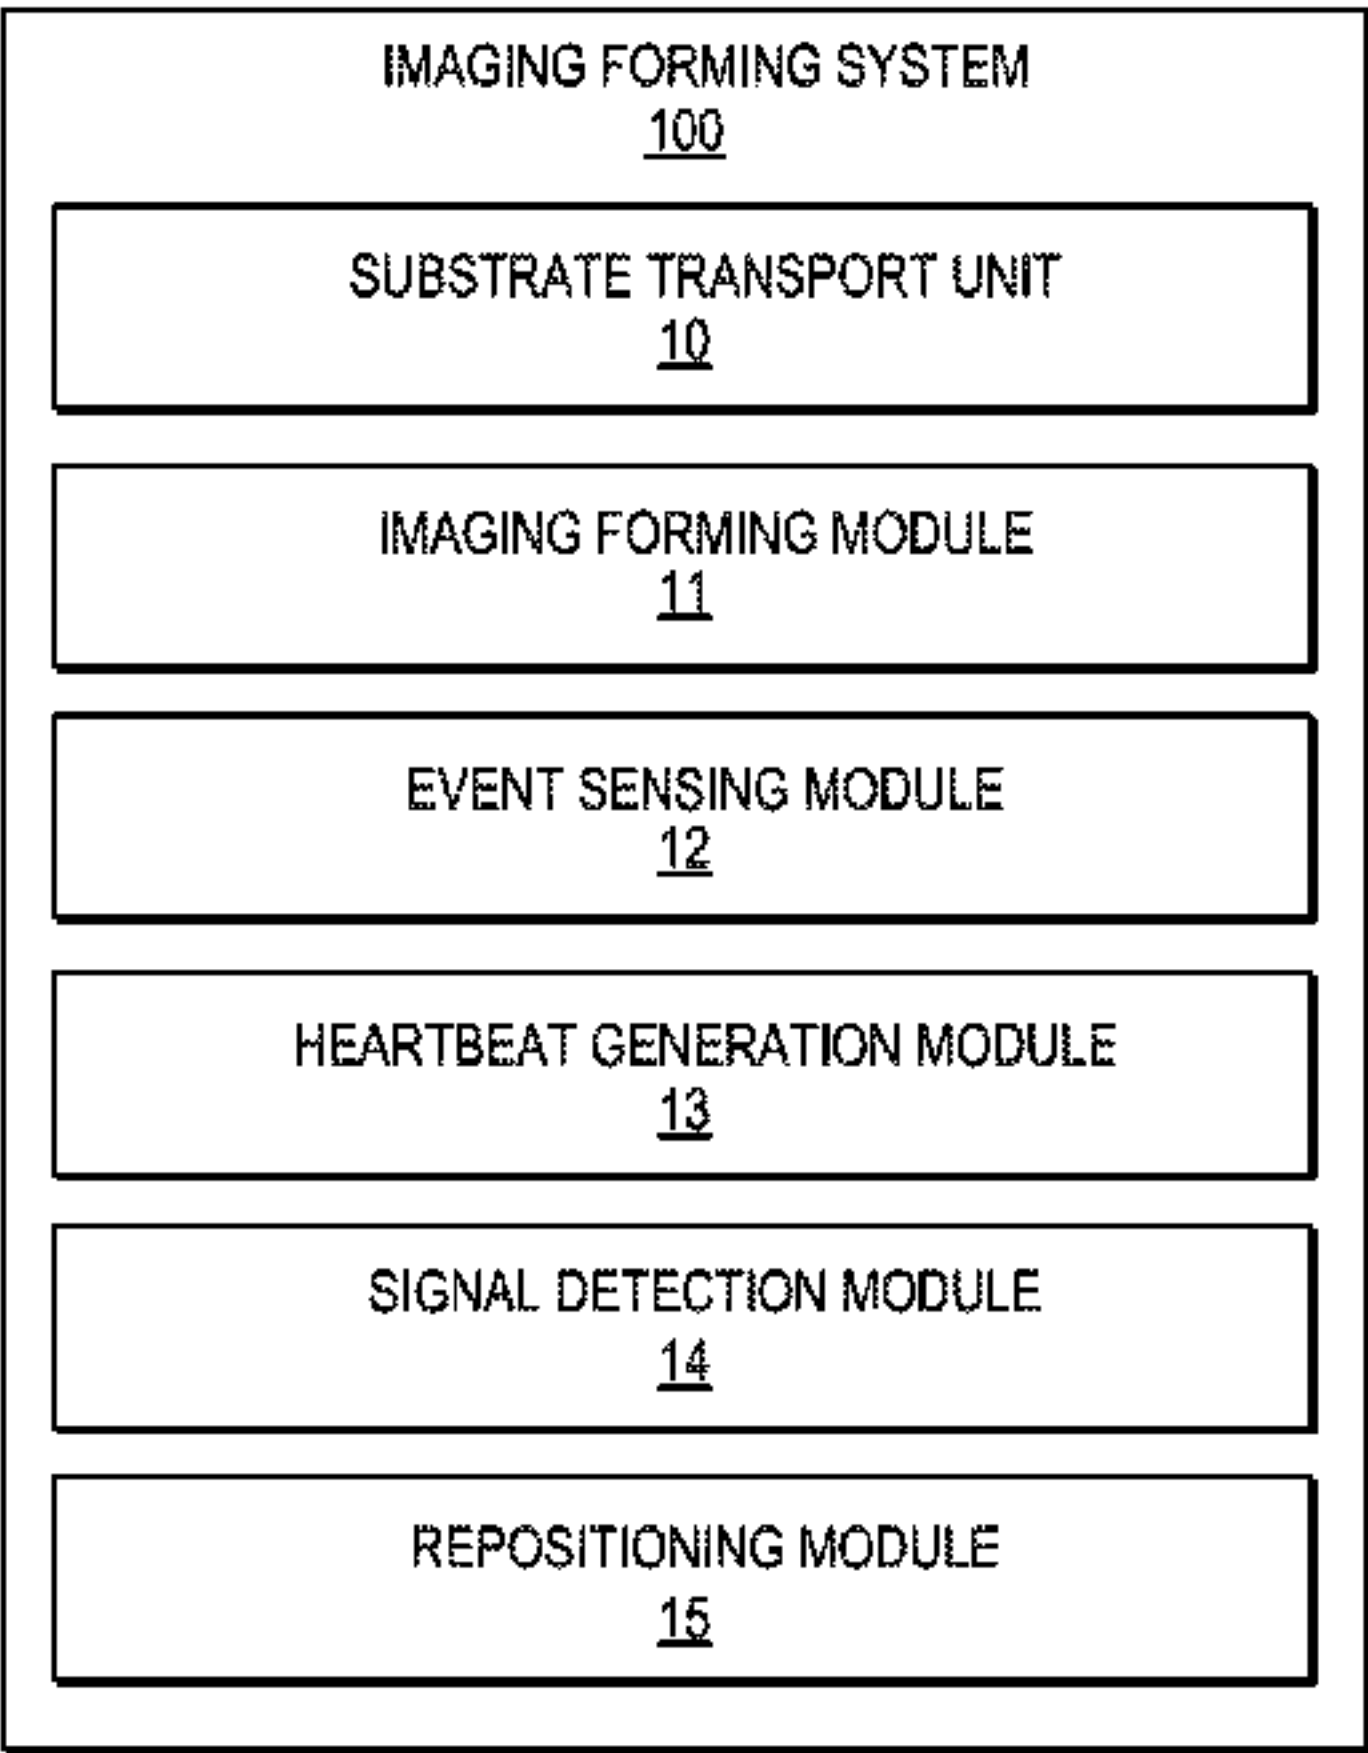 IMAGING FORMING SYSTEM
100
SUBSTRATE TRANSPORT UNIT
10
IMAGING FORMING MODULE
11
EVENT SENSING MODULE
12
HEARTBEAT GENERATION MODULE
13
SIGNAL DETECTION MODULE
14
REPOSITIONING MODULE
15